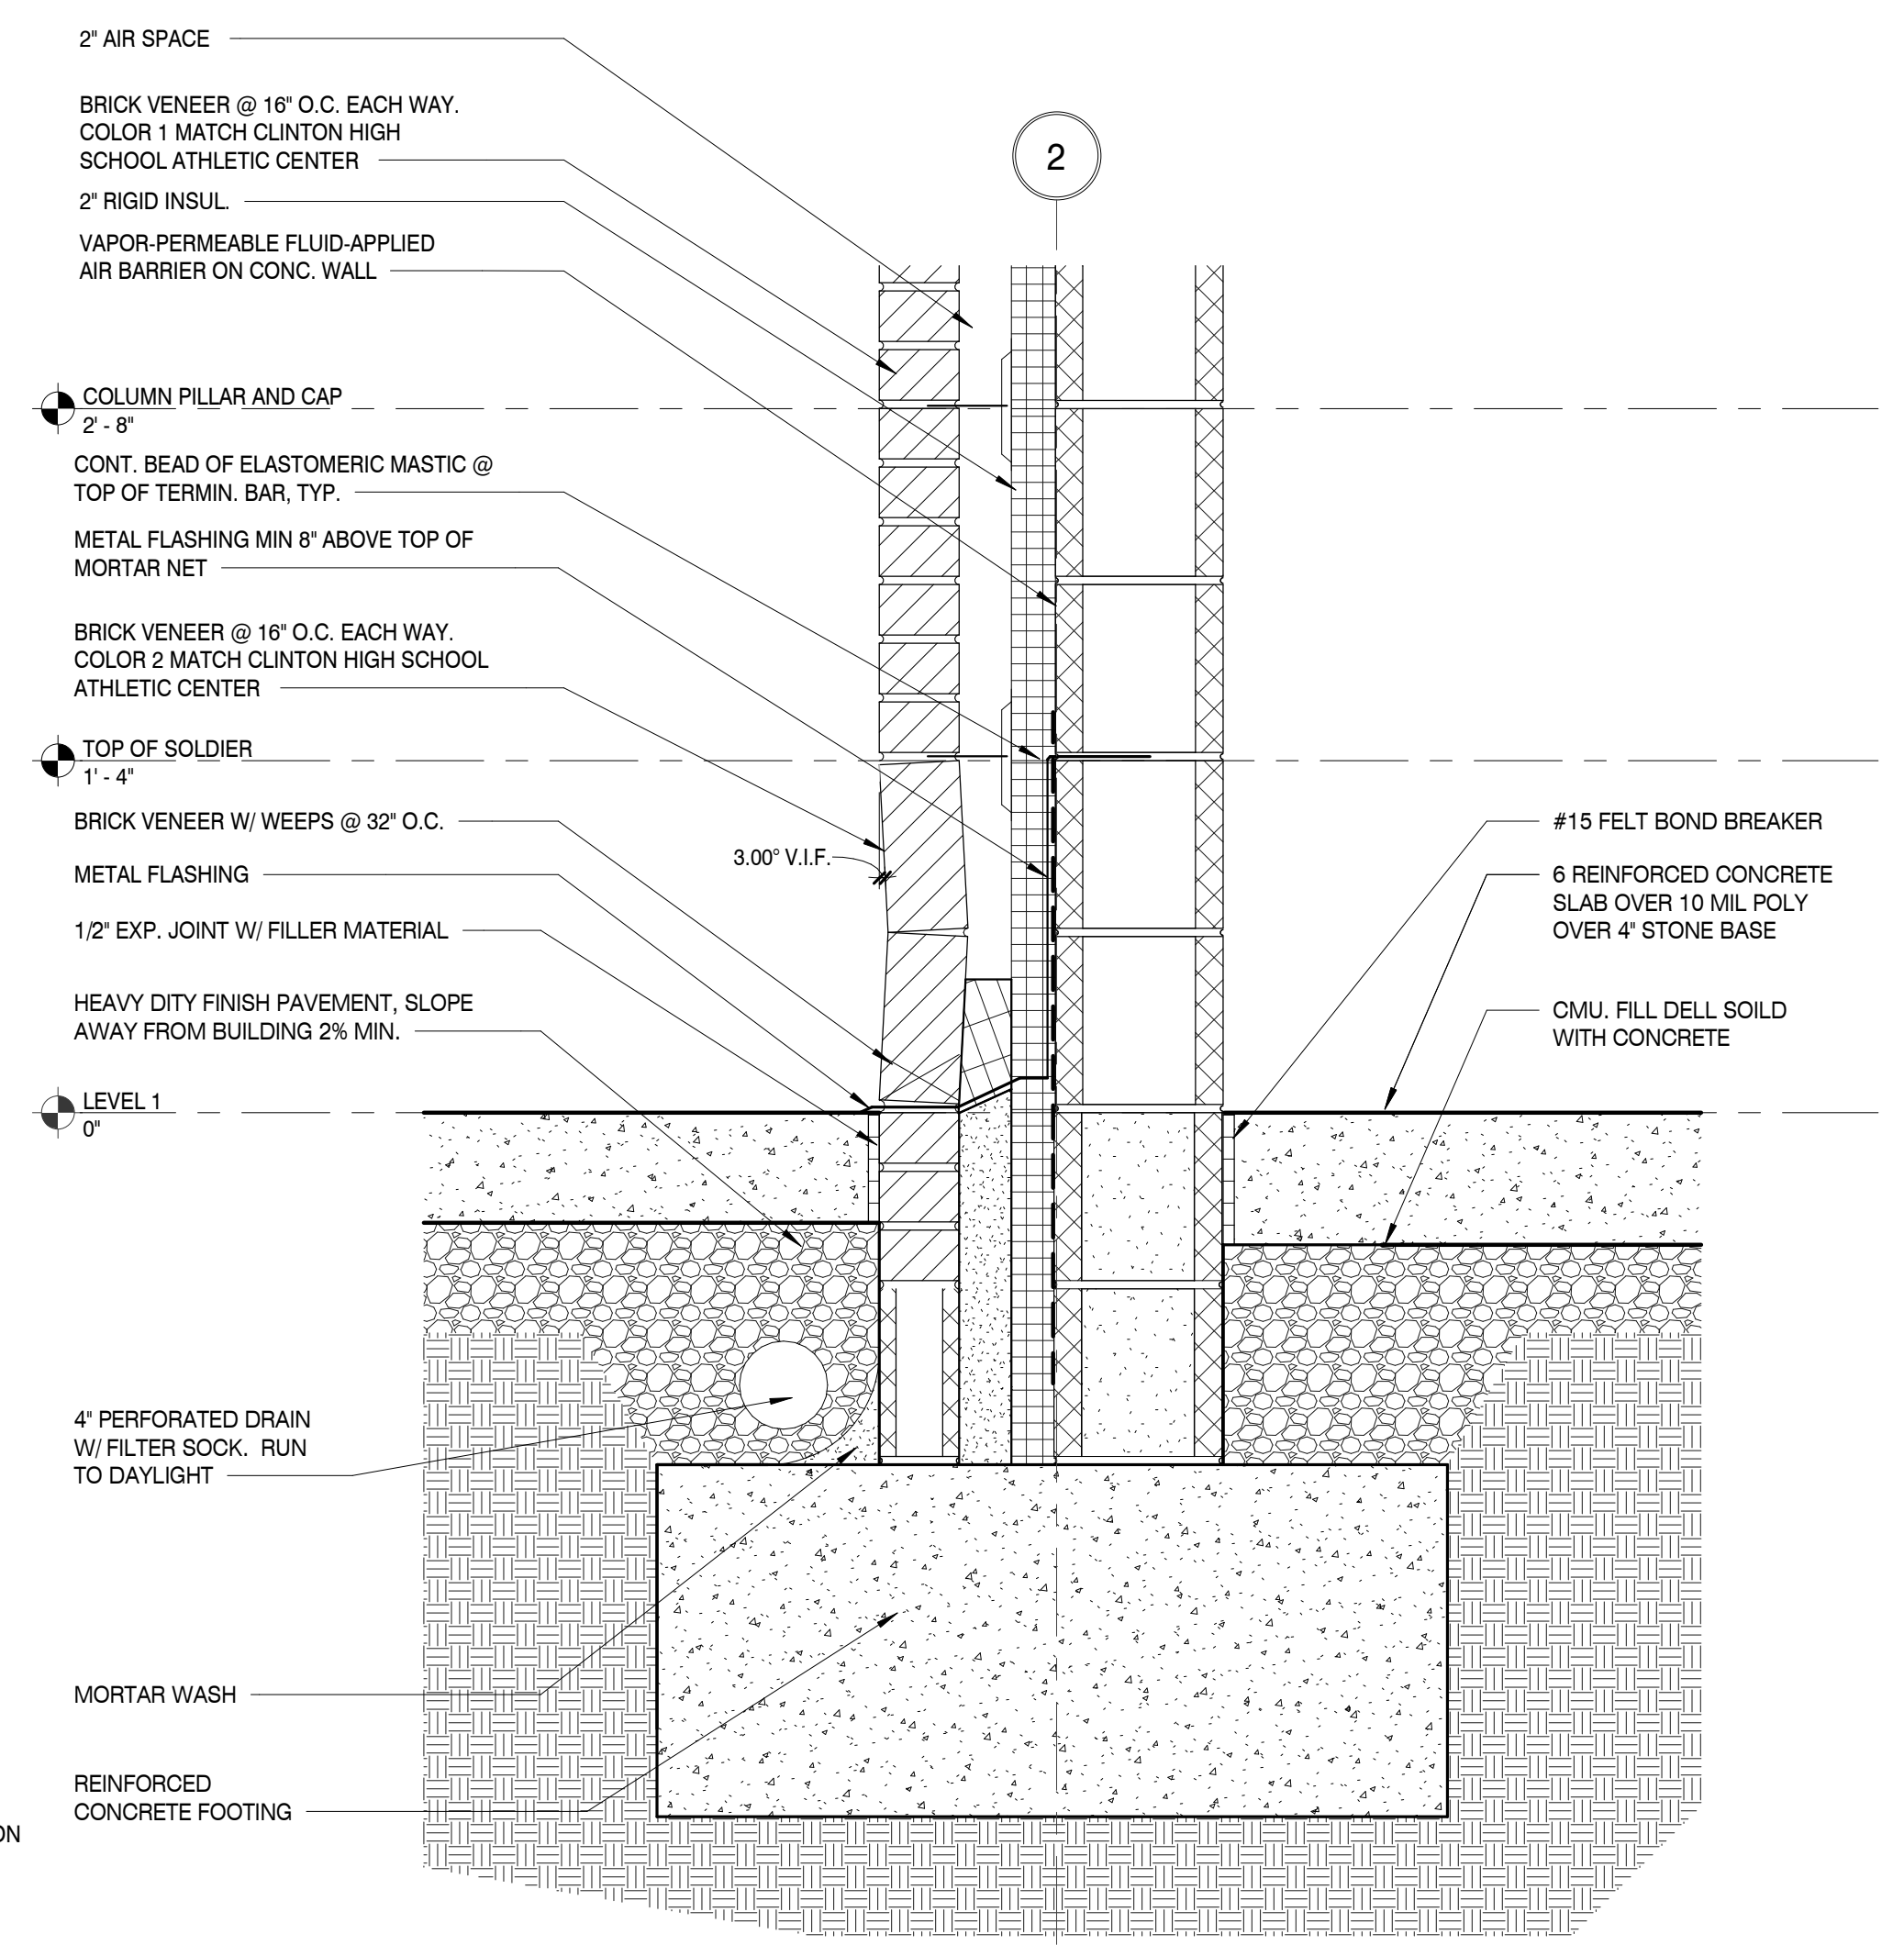 2" AIR SPACE
BRICK VENEER @ 16" O.C. EACH WAY.
COLOR 1 MATCH CLINTON HIGH
SCHOOL ATHLETIC CENTER
2" RIGID INSUL.
VAPOR-PERMEABLE FLUID-APPLIED
AIR BARRIER ON CONC. WALL
2
COLUMN PILLAR AND CAP
2' - 8"
CONT. BEAD OF ELASTOMERIC MASTIC @
TOP OF TERMIN. BAR, TYP.
METAL FLASHING MIN 8" ABOVE TOP OF
MORTAR NET
BRICK VENEER @ 16" O.C. EACH WAY.
COLOR 2 MATCH CLINTON HIGH SCHOOL
ATHLETIC CENTER
TOP OF SOLDIER
1' - 4"
BRICK VENEER W/ WEEPS @ 32" O.C.
3.00° V.I.F.
METAL FLASHING
1/2" EXP. JOINT W/ FILLER MATERIAL
HEAVY DITY FINISH PAVEMENT, SLOPE
AWAY FROM BUILDING 2% MIN.
LEVEL 1
0"
#15 FELT BOND BREAKER
6 REINFORCED CONCRETE
SLAB OVER 10 MIL POLY
OVER 4" STONE BASE
CMU. FILL DELL SOILD
WITH CONCRETE
4" PERFORATED DRAIN
W/ FILTER SOCK. RUN
TO DAYLIGHT
MORTAR WASH
REINFORCED
CONCRETE FOOTING
ON